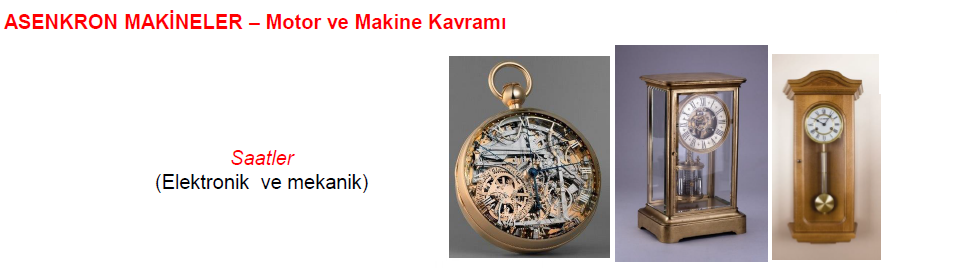 ASENKRON MAKİNELER – Motor ve Makine Kavramı
Saatler
(Elektronik ve mekanik)